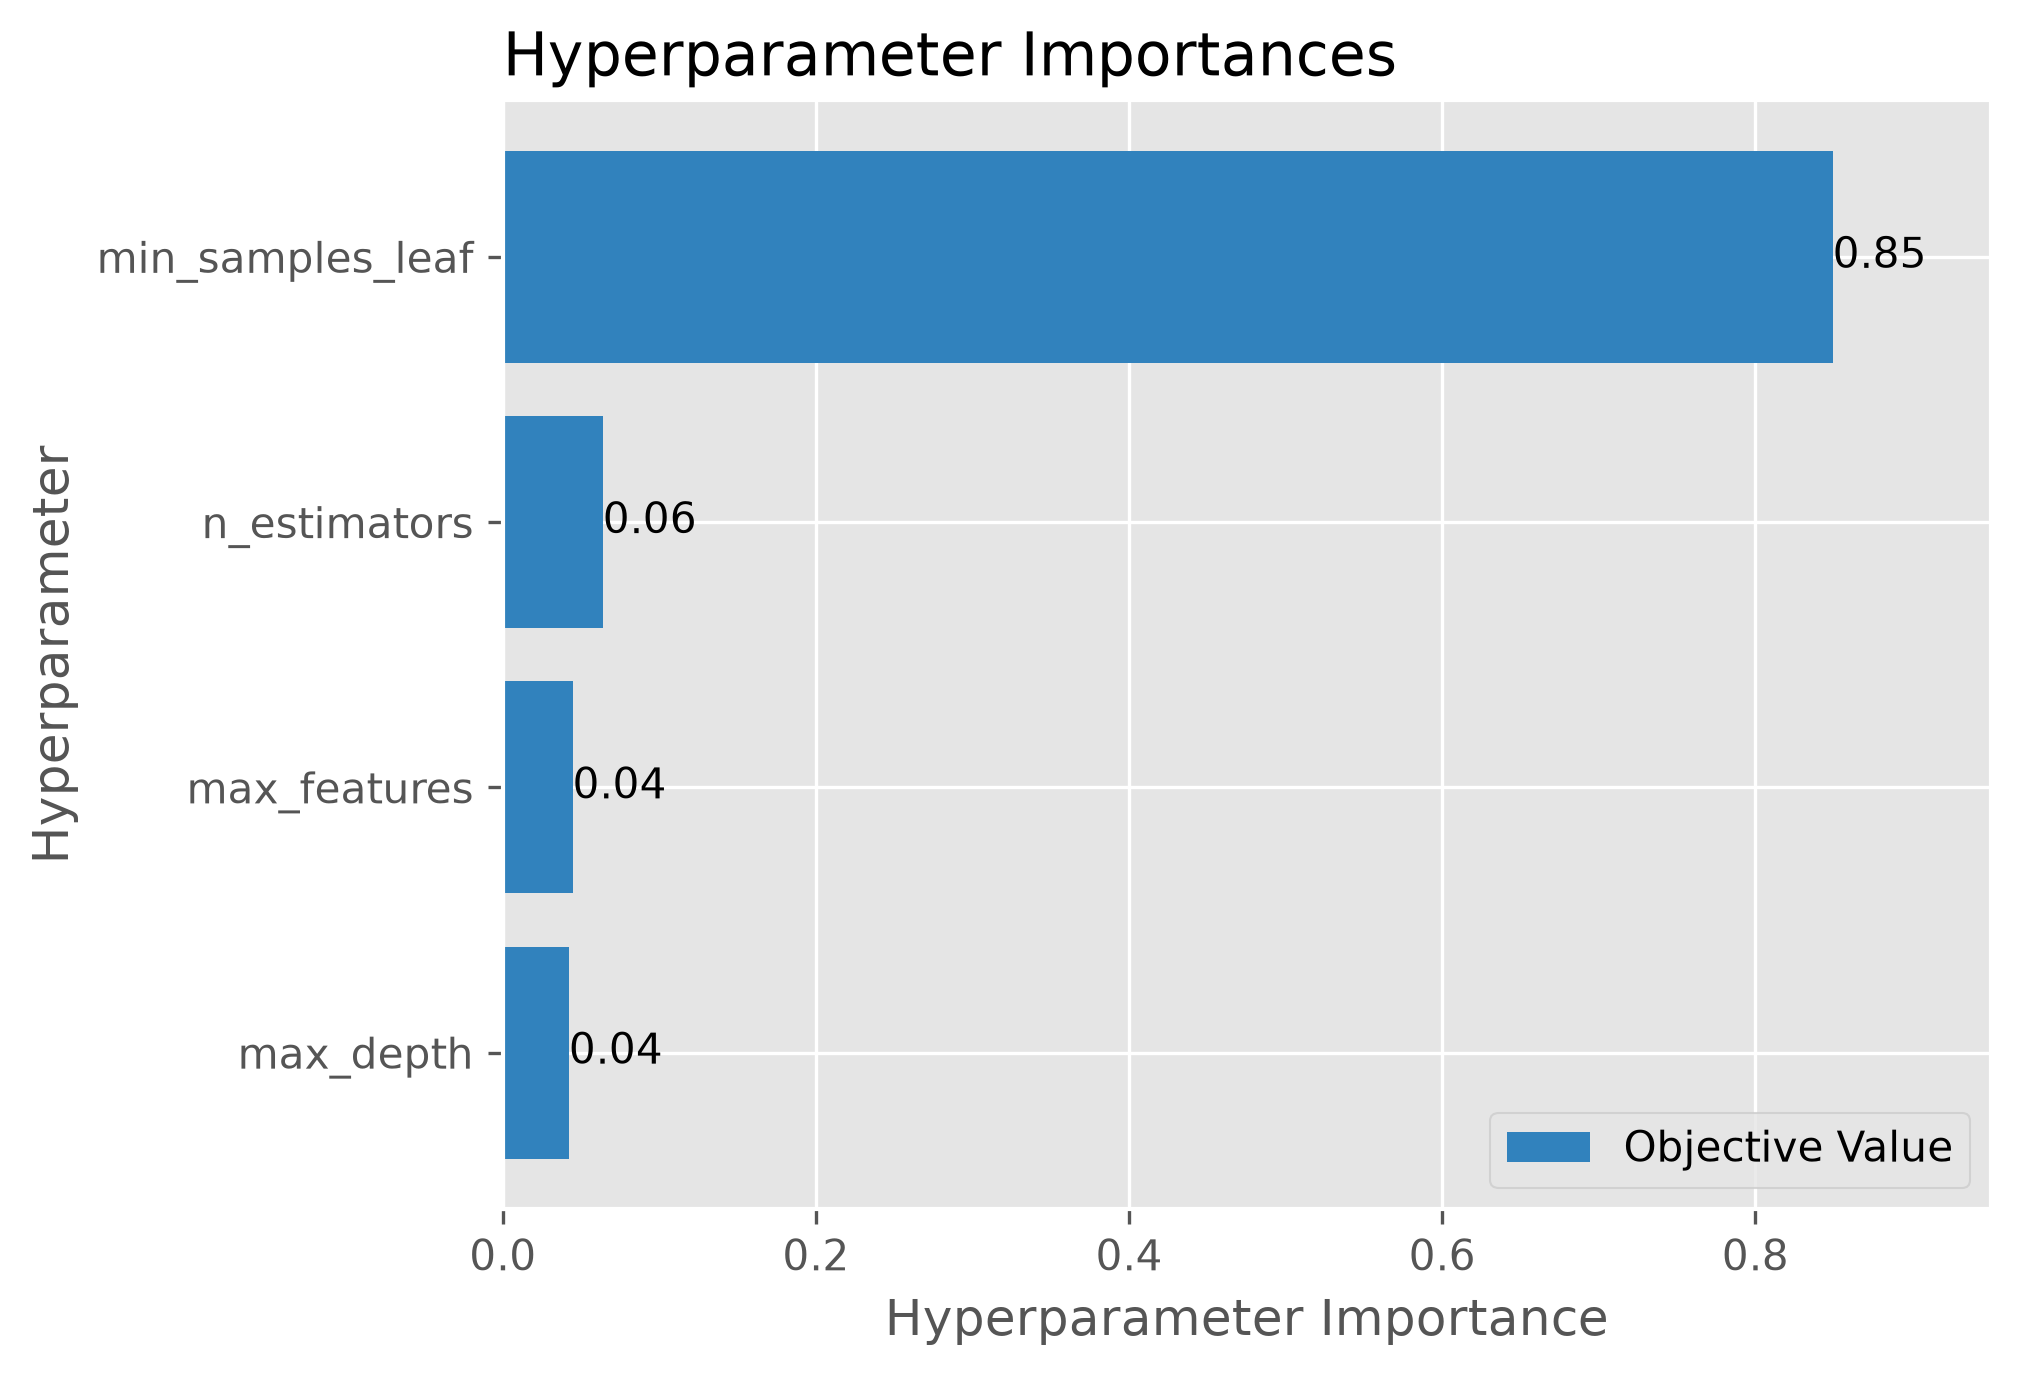 Hyperparameter Importances
Hyperparameter
min_samples_leaf
0.85
n_estimators
0.06
max_features
0.04
max_depth
0.04
Objective Value
0.0 0.2 0.4 0.6 0.8
Hyperparameter Importance